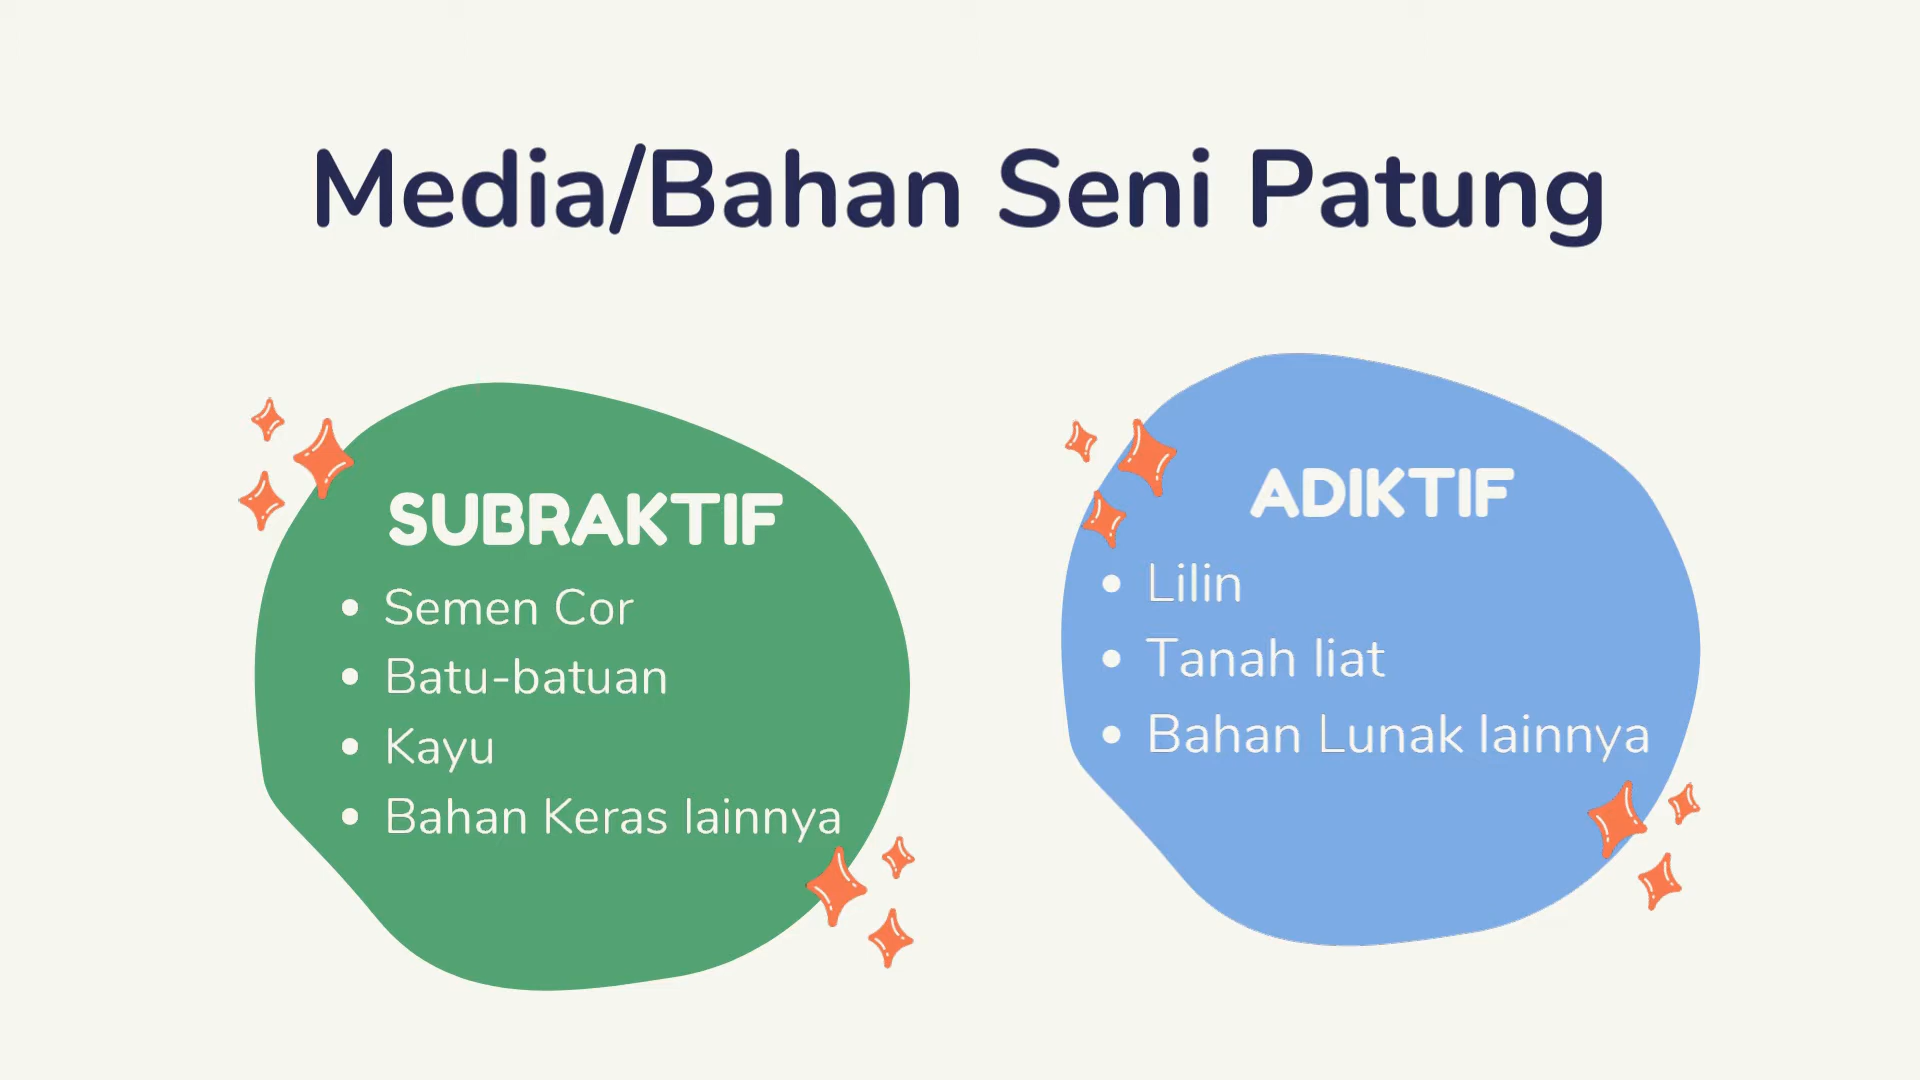 Media/Bahan Seni Patung
SUBRAKTIF
• Semen Cor
• Batu-batuan
• Kayu
• Bahan Keras lainnya
ADIKTIF
• Lilin
• Tanah liat
• Bahan Lunak lainnya